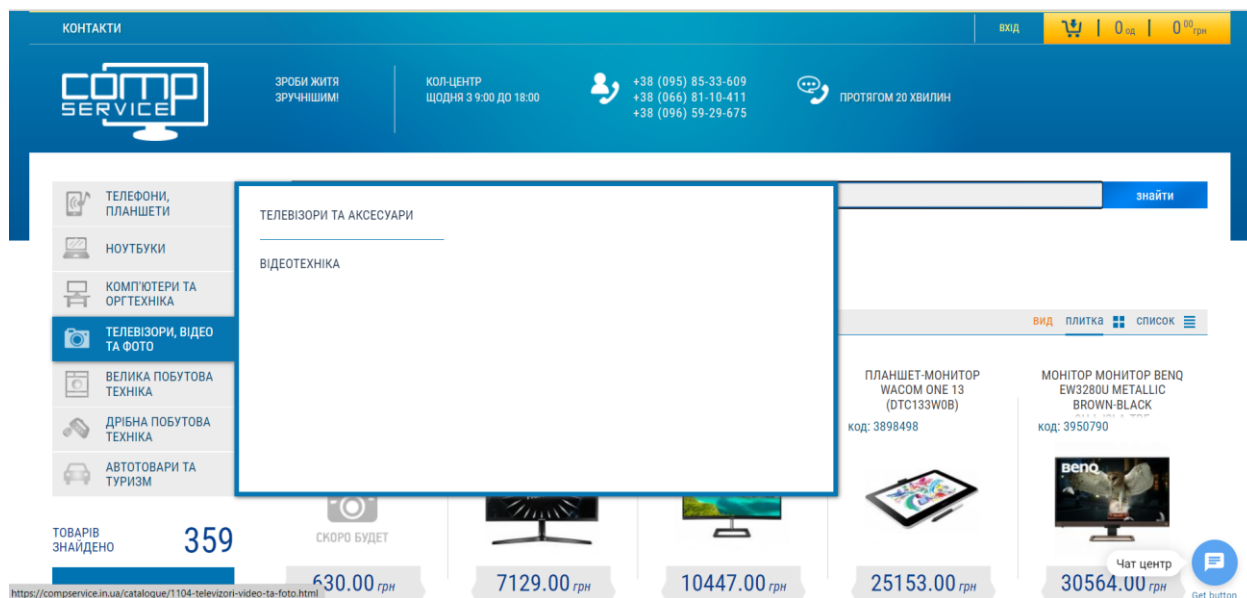 КОНТАКТИ
ВХІД
0 од
0 00 грн
comp
SERVICE
ЗРОБИ ЖИТЯ
ЗРУЧНІШИМ!
КОЛ-ЦЕНТР
ЩОДНЯ З 9:00 ДО 18:00
+38 (095) 85-33-609
+38 (066) 81-10-411
+38 (096) 59-29-675
ПРОТЯГОМ 20 ХВИЛИН
ТЕЛЕФОНИ,
ПЛАНШЕТИ
НОУТБУКИ
КОМП'ЮТЕРИ ТА
ОРГТЕХНІКА
ТЕЛЕВІЗОРИ, ВІДЕО
ТА ФОТО
ВЕЛИКА ПОБУТОВА
ТЕХНІКА
ДРІБНА ПОБУТОВА
ТЕХНІКА
АВТОТОВАРИ ТА
ТУРИЗМ
ТЕЛЕВІЗОРИ ТА АКСЕСУАРИ
ВІДЕОТЕХНІКА
знайти
вид плитка список
ПЛАНШЕТ-МОНИТОР
WACOM ONE 13
(DTC133W0B)
код: 3898498
МОНІТОР МОНИТОР BENQ
EW3280U METALLIC
BROWN-BLACK
код: 3950790
BenQ
ТОВАРІВ
ЗНАЙДЕНО
359
СКОРО БУДЕТ
630.00 грн
7129.00 грн
10447.00 грн
25153.00 грн
30564.00 грн
Чат центр
Get button
https://compservice.in.ua/catalogue/1104-televizori-video-ta-foto.html